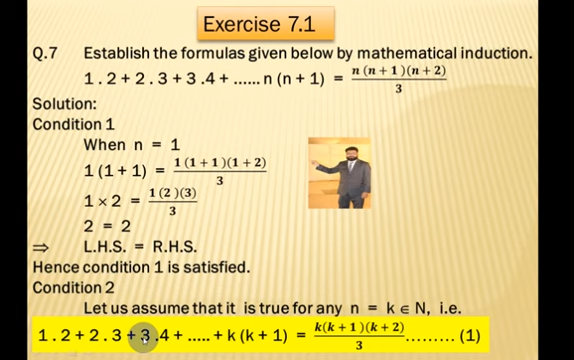 Exercise 7.1
Q.7 Establish the formulas given below by mathematical induction.
1 . 2 + 2 . 3 + 3 .4 + ...... n (n + 1) = n (n + 1 )(n + 2) / 3
Solution:
Condition 1
When n = 1
1 (1 + 1) = 1 (1 + 1 )(1 + 2) / 3
1 × 2 = 1 (2 )(3) / 3
2 = 2
⇒ L.H.S. = R.H.S.
Hence condition 1 is satisfied.
Condition 2
Let us assume that it is true for any n = k ∈ N, i.e.
1 . 2 + 2 . 3 + 3 .4 + ..... + k (k + 1) = k(k + 1 )(k + 2) / 3 ......... (1)